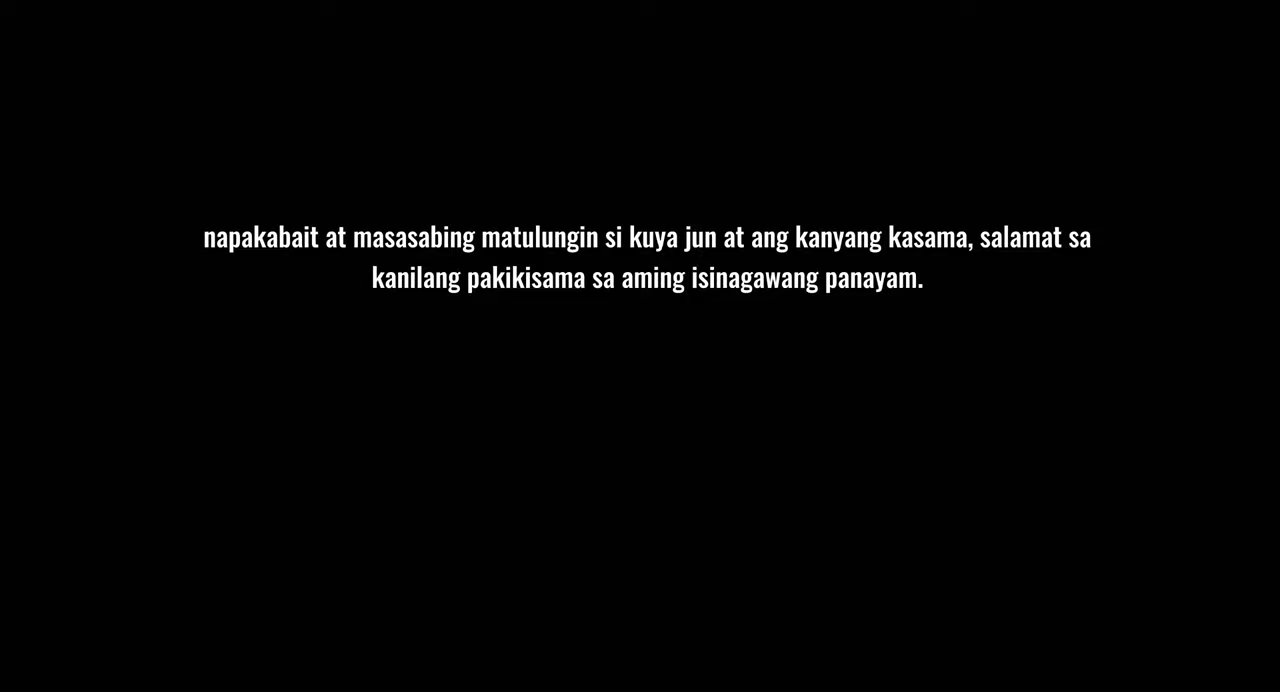 napakabait at masasabing matulungin si kuya jun at ang kanyang kasama, salamat sa
kanilang pakikisama sa aming isinagawang panayam.